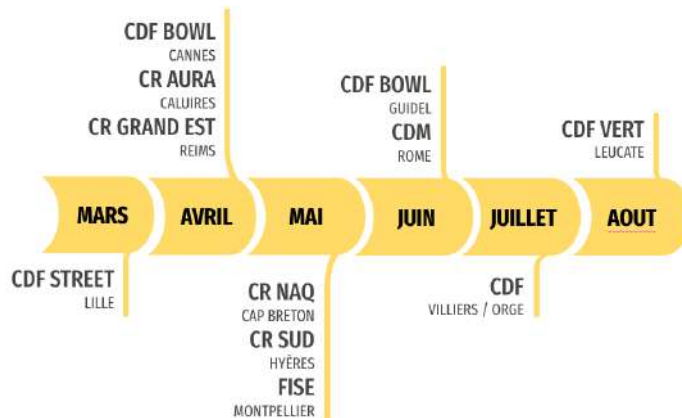 CDF BOWL
CANNES
CR AURA
CALUIRES
CR GRAND EST
REIMS
CDF BOWL
GUIDEL
CDM
ROME
CDF VERT
LEUCATE
MARS
AVRIL
MAI
JUIN
JUILLET
AOUT
CDF STREET
LILLE
CR NAQ
CAP BRETON
CR SUD
HYÈRES
FISE
MONTPELLIER
CDF
VILLIERS / ORGE